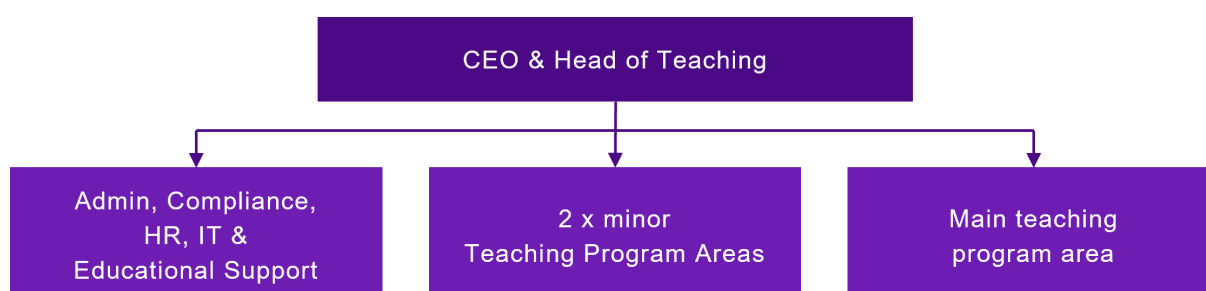 CEO & Head of Teaching
Admin, Compliance,
HR, IT &
Educational Support
2 x minor
Teaching Program Areas
Main teaching
program area